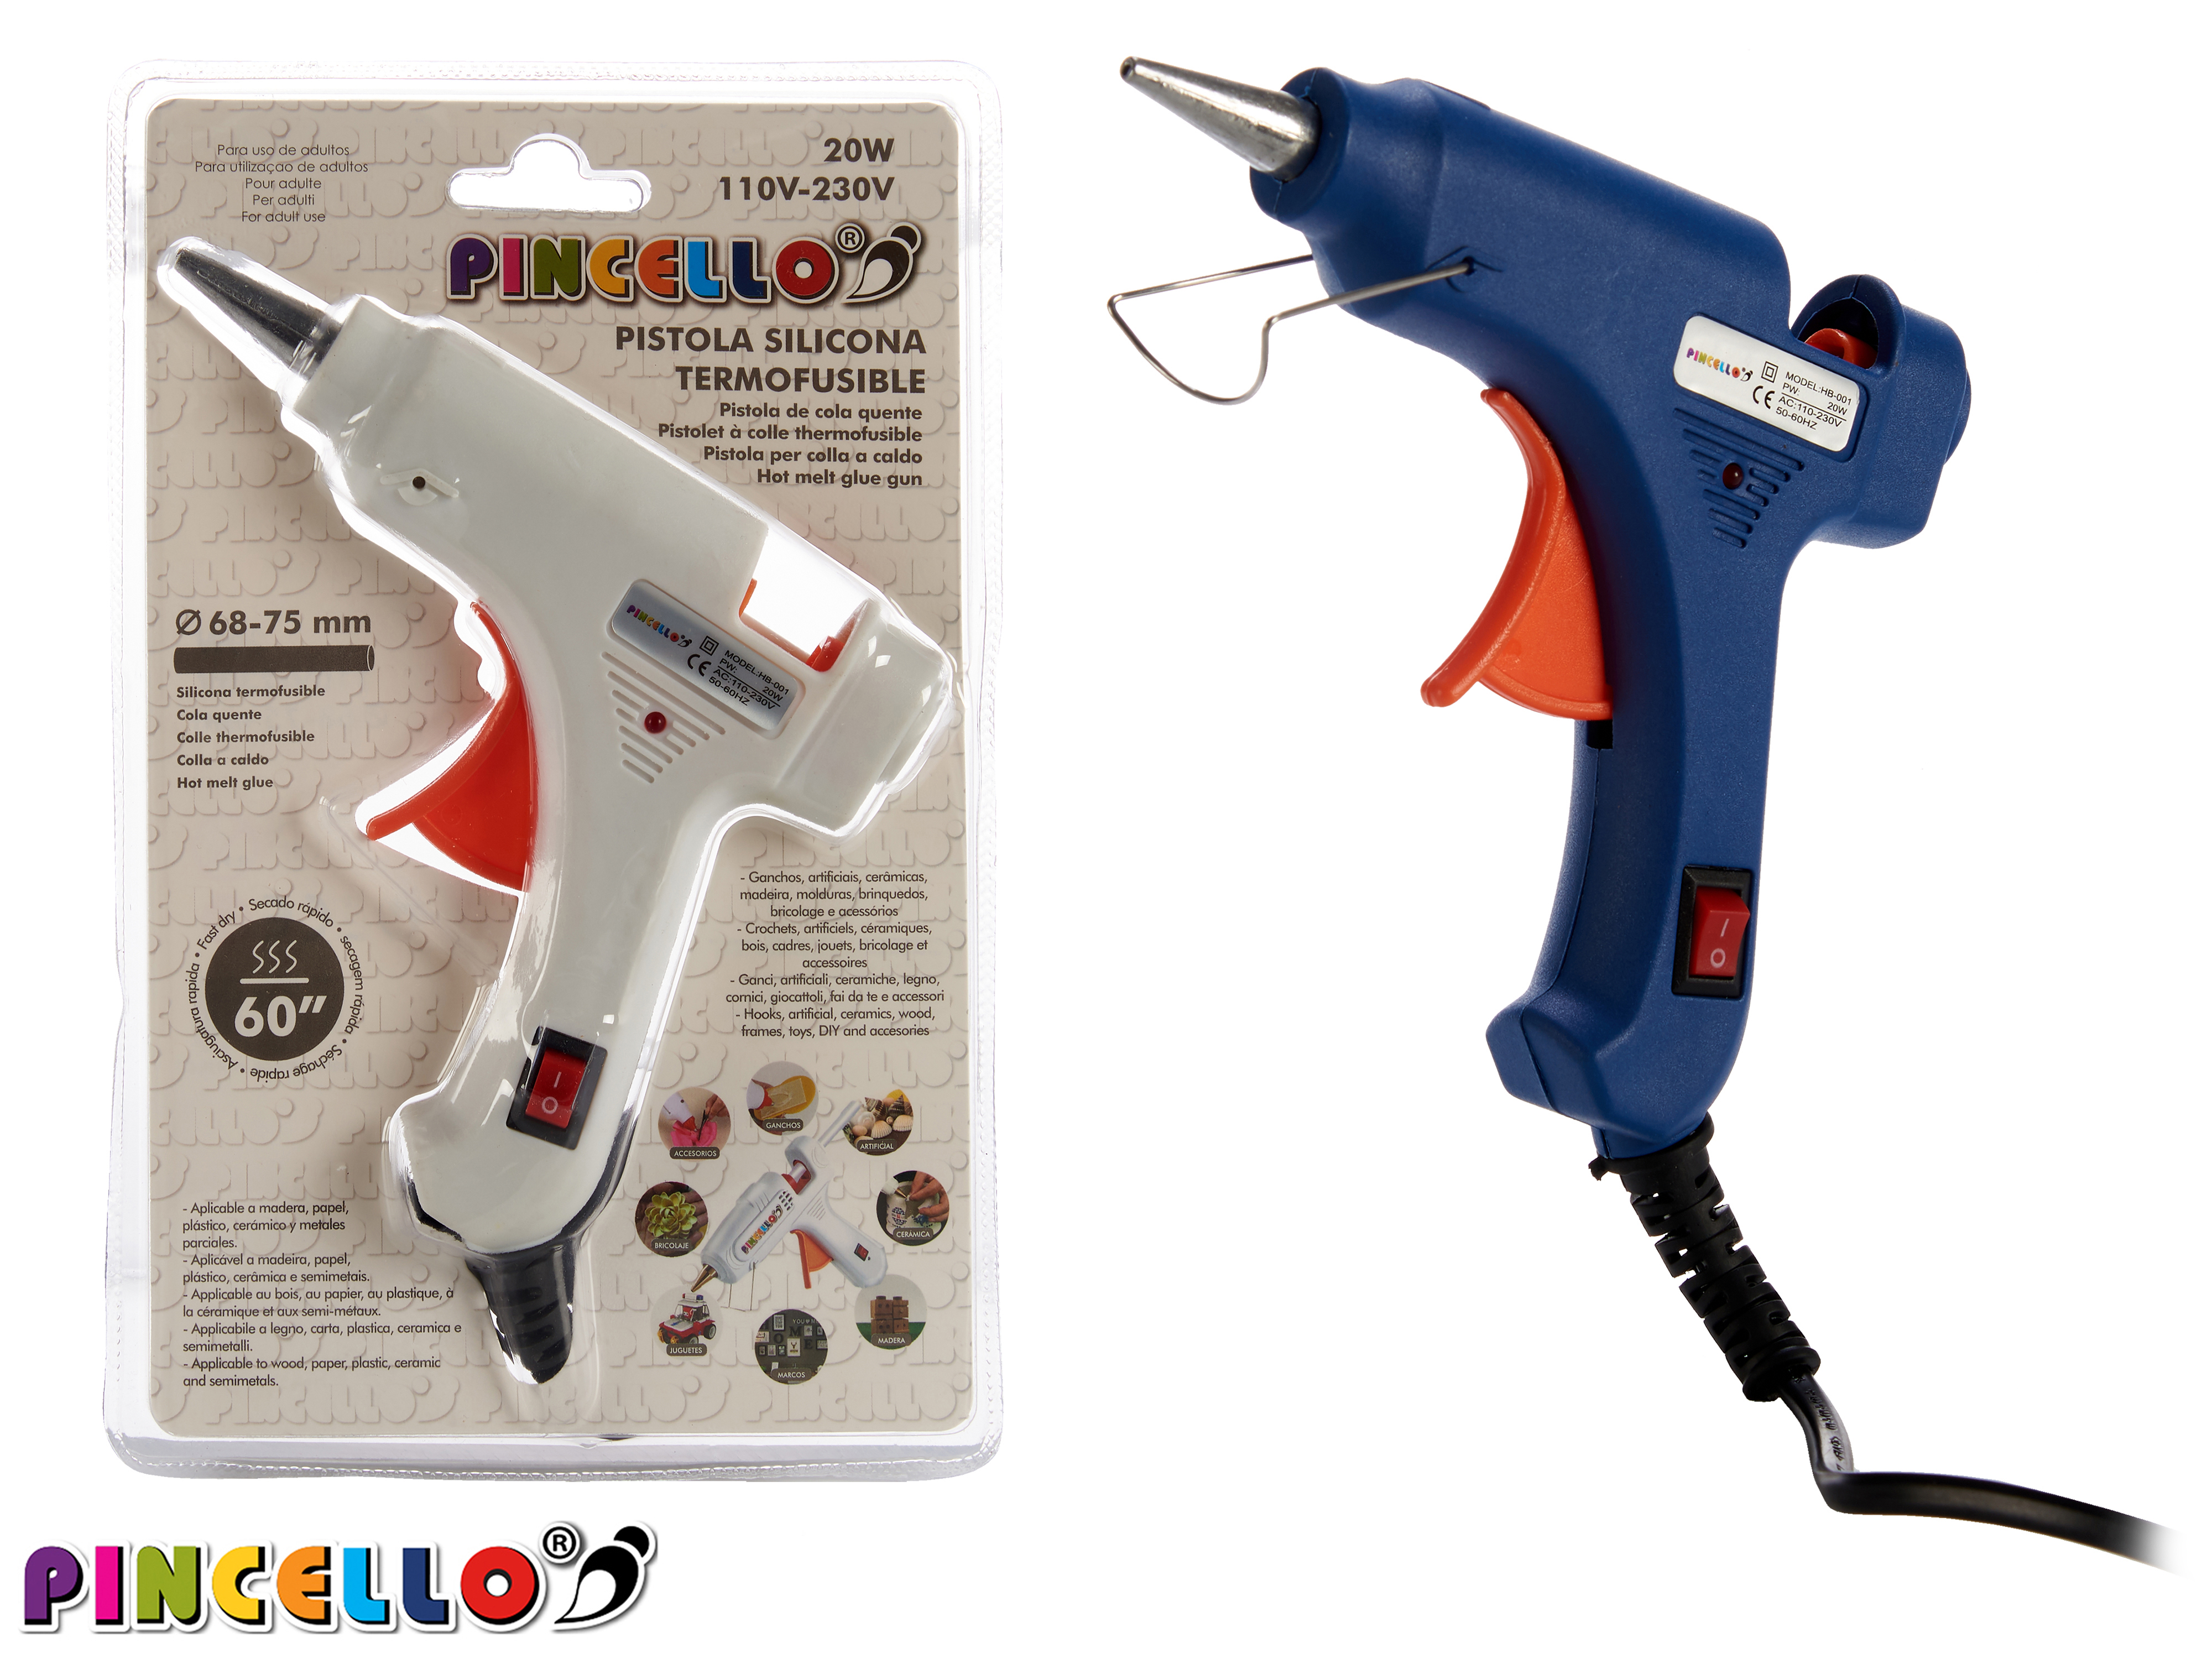 Para uso de adultos
Para utilizaçao de adultos
Pour adulte
Per adulti
For adult use
20W
110V-230V
PINCELLO®
PISTOLA SILICONA
TERMOFUSIBLE
Pistola de cola quente
Pistolet à colle thermofusible
Pistola per colla a caldo
Hot melt glue gun
Ø 68-75 mm
Silicona termofusible
Cola quente
Colle thermofusible
Colla a caldo
Hot melt glue
PINCELLO
MODEL:HB-001
PW: 20W
CE AC:110-230V
50-60HZ
Fast dry • Secado rápido • secagem rápida • Séchage rapide • Asciugatura rapida •
60”
- Ganchos, artificiais, cerâmicas,
madeira, molduras, brinquedos,
bricolage e acessórios
- Crochets, artificiels, céramiques,
bois, cadres, jouets, bricolage et
accessoires
- Ganci, artificiali, ceramiche, legno,
cornici, giocattoli, fai da te e accessori
- Hooks, artificial, ceramics, wood,
frames, toys, DIY and accesories
I
O
GANCHOS
ACCESORIOS
ARTIFICIAL
BRICOLAJE
CERÁMICA
PINCELLO
JUGUETES
MADERA
MARCOS
- Aplicable a madera, papel,
plástico, cerámico y metales
parciales.
- Aplicável a madeira, papel,
plástico, cerâmica e semimetais.
- Applicable au bois, au papier, au plastique, à
la céramique et aux semi-métaux.
- Applicabile a legno, carta, plastica, ceramica e
semimetalli.
- Applicable to wood, paper, plastic, ceramic
and semimetals.
PINCELLO®
PINCELLO
MODEL:HB-001
PW: 20W
CE AC:110-230V
50-60HZ
I
O